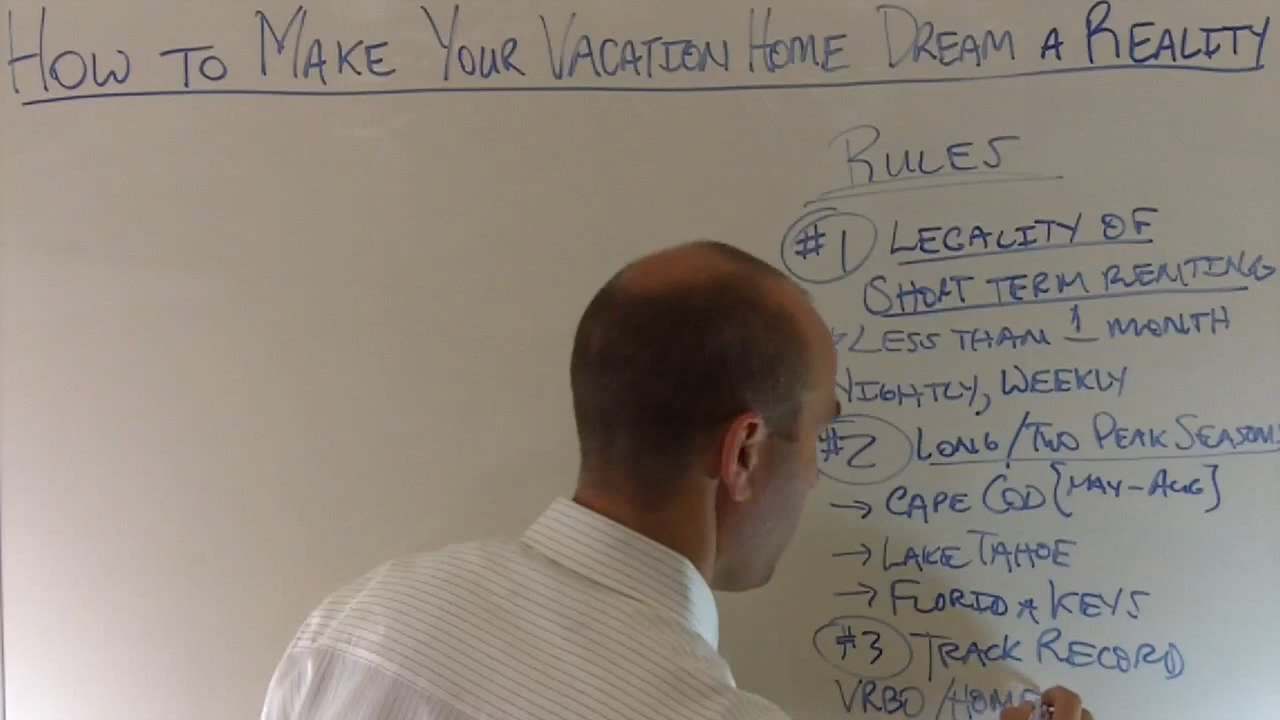 HOW TO MAKE YOUR VACATION HOME DREAM A REALITY
RULES
#1 LEGALITY OF
SHORT TERM RENTING
LESS THAN 1 MONTH
NIGHTLY, WEEKLY
#2 LONG/TWO PEAK SEASONS
→ CAPE COD [MAY-AUG]
→ LAKE TAHOE
→ FLORIDA KEYS
#3 TRACK RECORD
VRBO/HOME